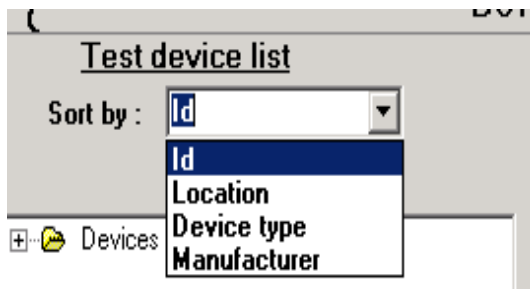 Test device list
Sort by : Id
Id
Location
Device type
Devices
Manufacturer